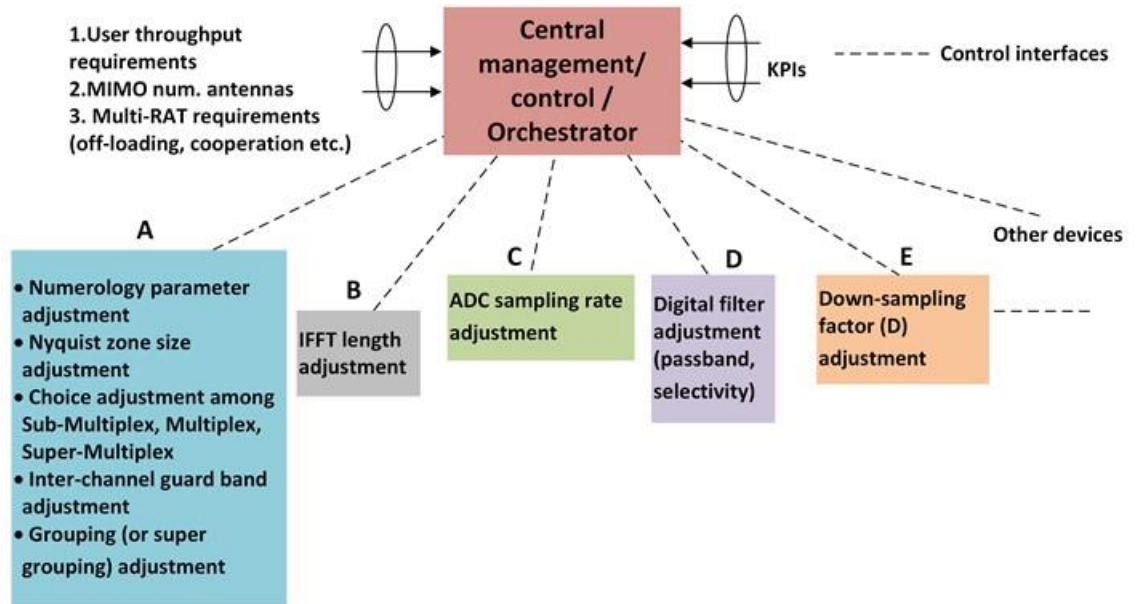 1.User throughput
requirements
2.MIMO num. antennas
3. Multi-RAT requirements
(off-loading, cooperation etc.)
Central
management/
control /
Orchestrator
KPIs
Control interfaces
Other devices
A
• Numerology parameter
adjustment
• Nyquist zone size
adjustment
• Choice adjustment among
Sub-Multiplex, Multiplex,
Super-Multiplex
• Inter-channel guard band
adjustment
• Grouping (or super
grouping) adjustment
B
IFFT length
adjustment
C
ADC sampling rate
adjustment
D
Digital filter
adjustment
(passband,
selectivity)
E
Down-sampling
factor (D)
adjustment